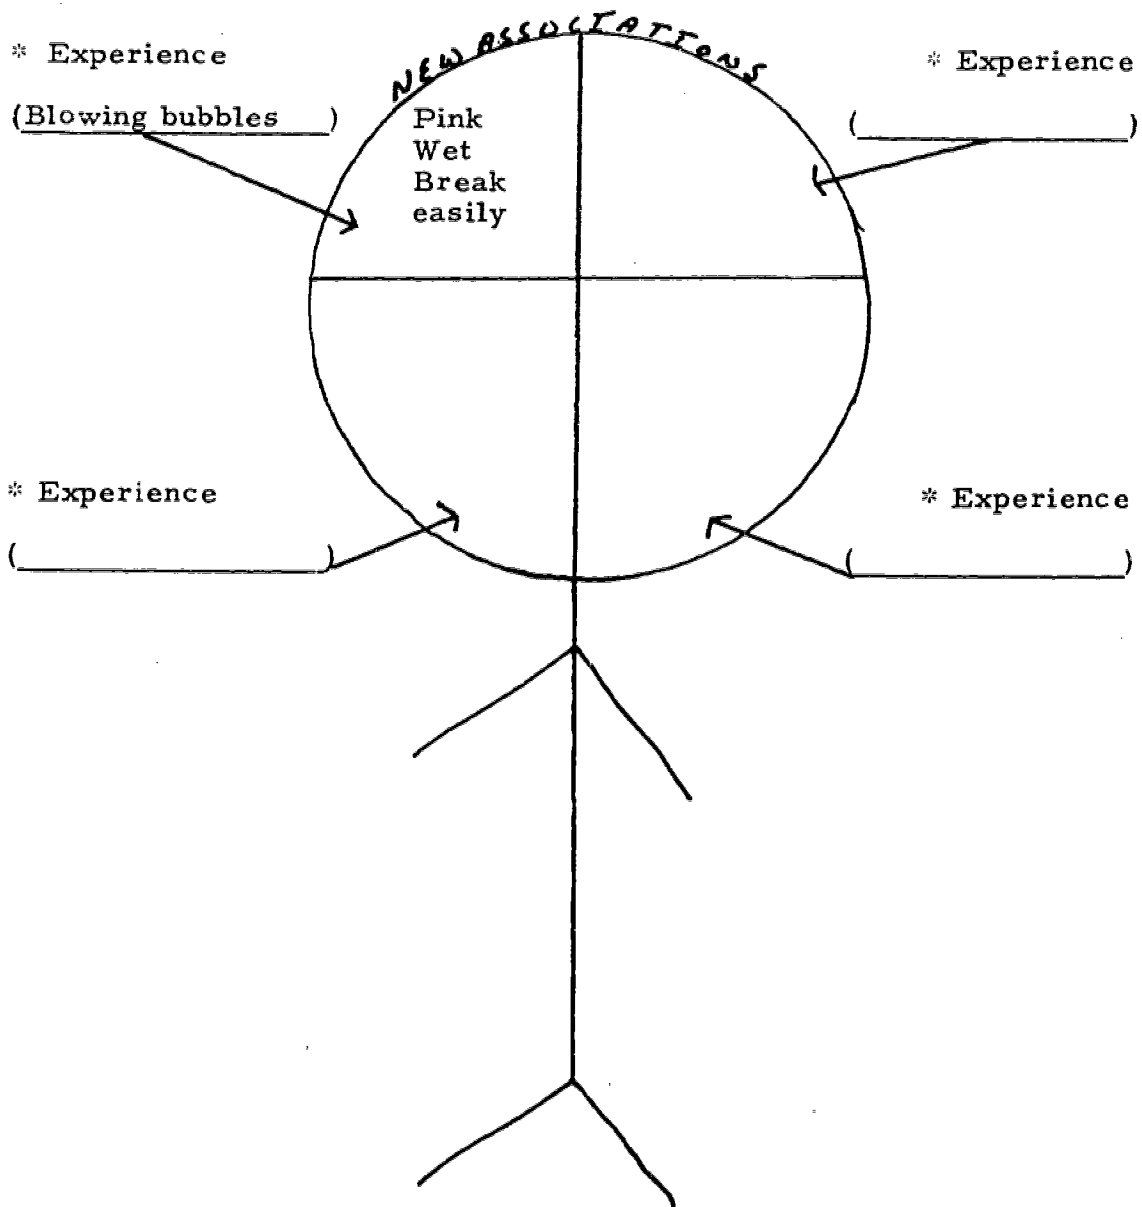 NEW ASSOCIATIONS
* Experience
(Blowing bubbles )
Pink
Wet
Break
easily
* Experience
( )
* Experience
( )
* Experience
( )